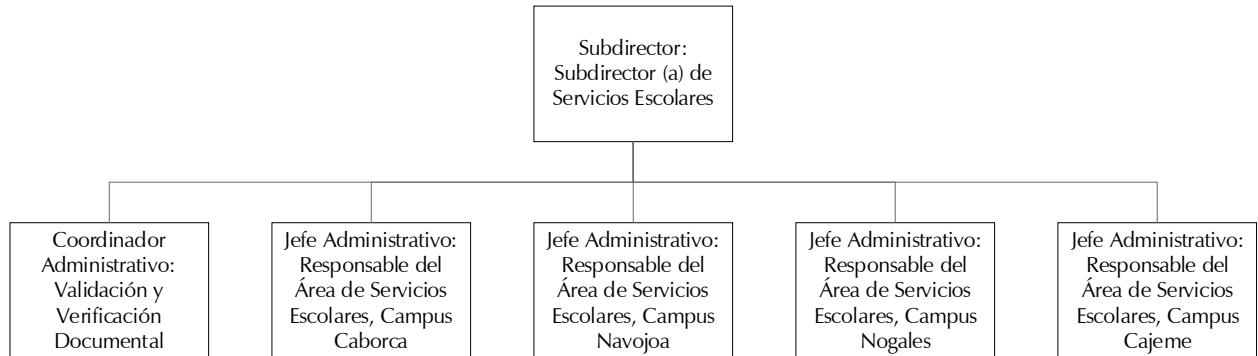 Subdirector:
Subdirector (a) de
Servicios Escolares
Coordinador
Administrativo:
Validación y
Verificación
Documental
Jefe Administrativo:
Responsable del
Área de Servicios
Escolares, Campus
Caborca
Jefe Administrativo:
Responsable del
Área de Servicios
Escolares, Campus
Navojoa
Jefe Administrativo:
Responsable del
Área de Servicios
Escolares, Campus
Nogales
Jefe Administrativo:
Responsable del
Área de Servicios
Escolares, Campus
Cajeme